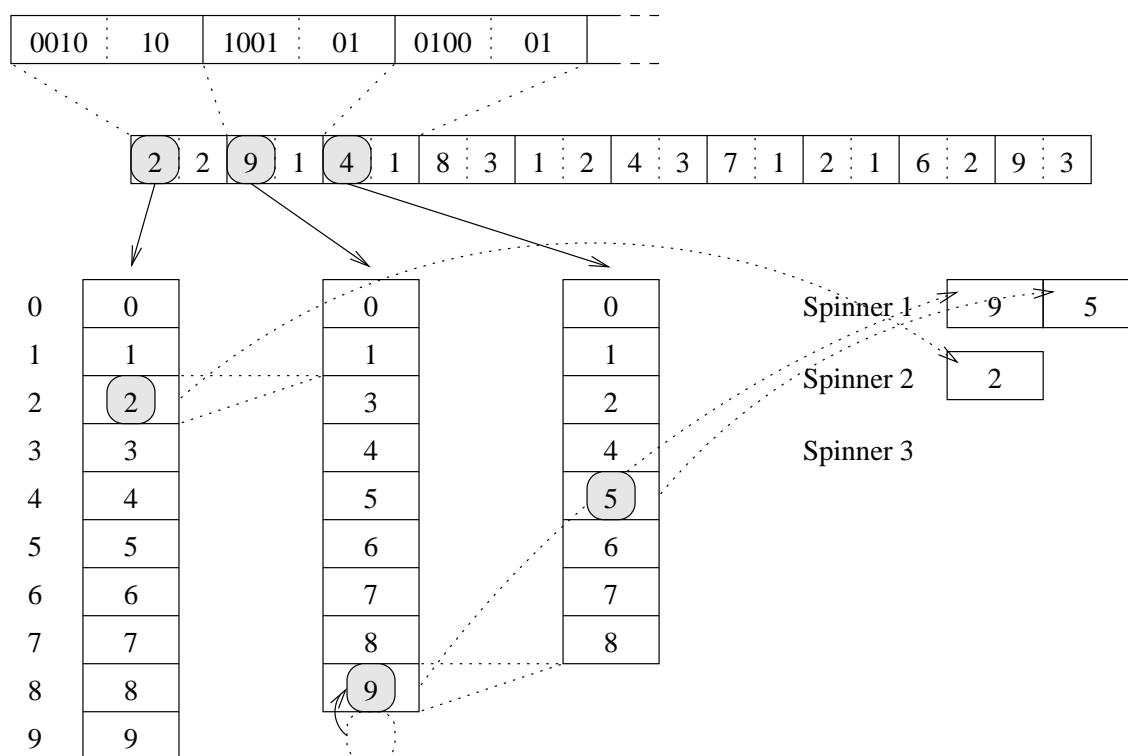 0010 10 1001 01 0100 01
2 2 9 1 4 1 8 3 1 2 4 3 7 1 2 1 6 2 9 3
0 0 0 0 Spinner 1 9 5
1 1 1 1
2 2 3 2 Spinner 2 2
3 3 4 4 Spinner 3
4 4 5 5
5 5 6 6
6 6 7 7
7 7 8 8
8 8 9
9 9